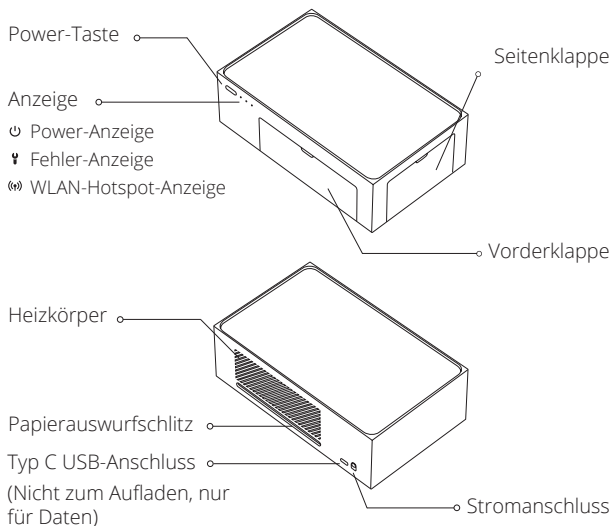 Power-Taste
Seitenklappe
Anzeige
Power-Anzeige
Fehler-Anzeige
WLAN-Hotspot-Anzeige
Vorderklappe
Heizkörper
Papierauswurfschlitz
Typ C USB-Anschluss
(Nicht zum Aufladen, nur
für Daten)
Stromanschluss